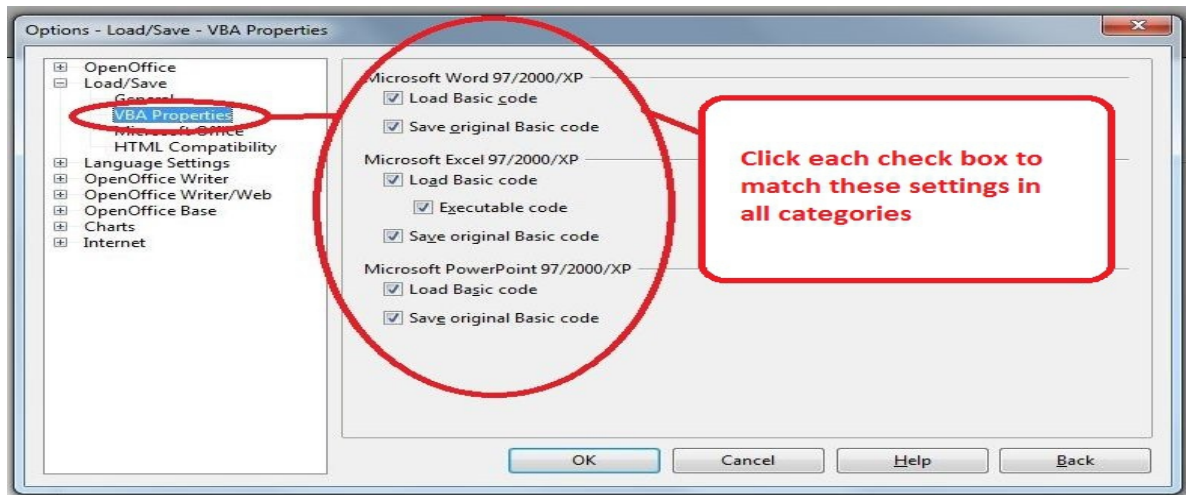 Options - Load/Save - VBA Properties
OpenOffice
Load/Save
General
VBA Properties
Microsoft Office
HTML Compatibility
Language Settings
OpenOffice Writer
OpenOffice Writer/Web
OpenOffice Base
Charts
Internet
Microsoft Word 97/2000/XP
Load Basic code
Save original Basic code
Microsoft Excel 97/2000/XP
Load Basic code
Executable code
Save original Basic code
Microsoft PowerPoint 97/2000/XP
Load Basic code
Save original Basic code
Click each check box to
match these settings in
all categories
OK
Cancel
Help
Back